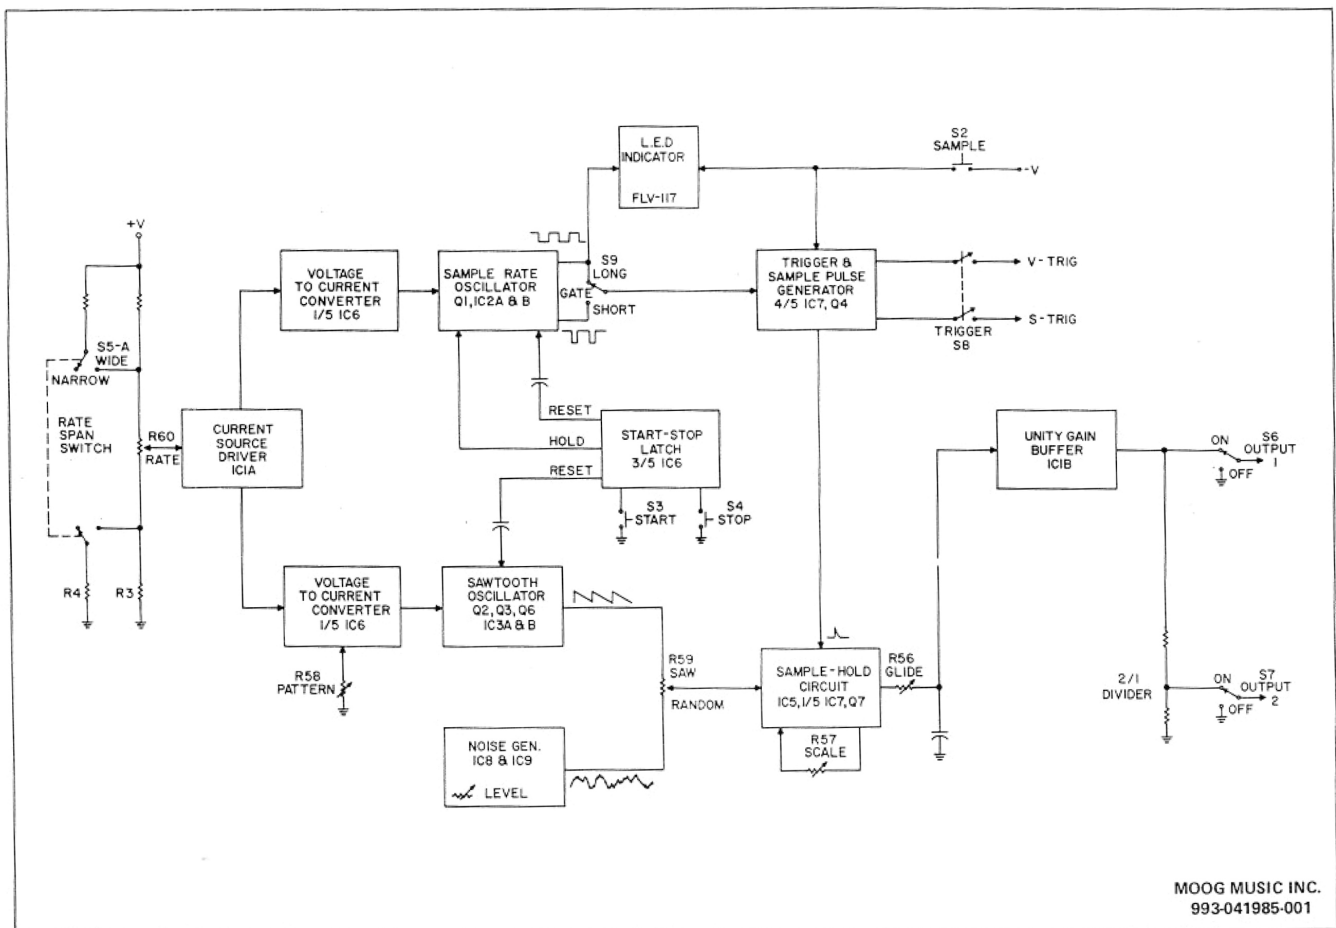 L.E.D
INDICATOR
FLV-117
S2
SAMPLE
-V
+V
VOLTAGE
TO CURRENT
CONVERTER
1/5 IC6
SAMPLE RATE
OSCILLATOR
Q1, IC2A & B
S9
LONG
GATE
SHORT
TRIGGER &
SAMPLE PULSE
GENERATOR
4/5 IC7, Q4
V-TRIG
S-TRIG
TRIGGER
S8
S5-A
WIDE
NARROW
RATE
SPAN
SWITCH
R60
RATE
CURRENT
SOURCE
DRIVER
IC1A
RESET
HOLD
RESET
START-STOP
LATCH
3/5 IC6
S3
START
S4
STOP
UNITY GAIN
BUFFER
IC1B
ON
S6
OUTPUT
1
OFF
R4
R3
VOLTAGE
TO CURRENT
CONVERTER
1/5 IC6
R58
PATTERN
SAWTOOTH
OSCILLATOR
Q2, Q3, Q6
IC3A & B
R59
SAW
RANDOM
SAMPLE-HOLD
CIRCUIT
IC5, 1/5 IC7, Q7
R56
GLIDE
R57
SCALE
2/1
DIVIDER
ON
S7
OUTPUT
2
OFF
NOISE GEN.
IC8 & IC9
LEVEL
MOOG MUSIC INC.
993-041985-001